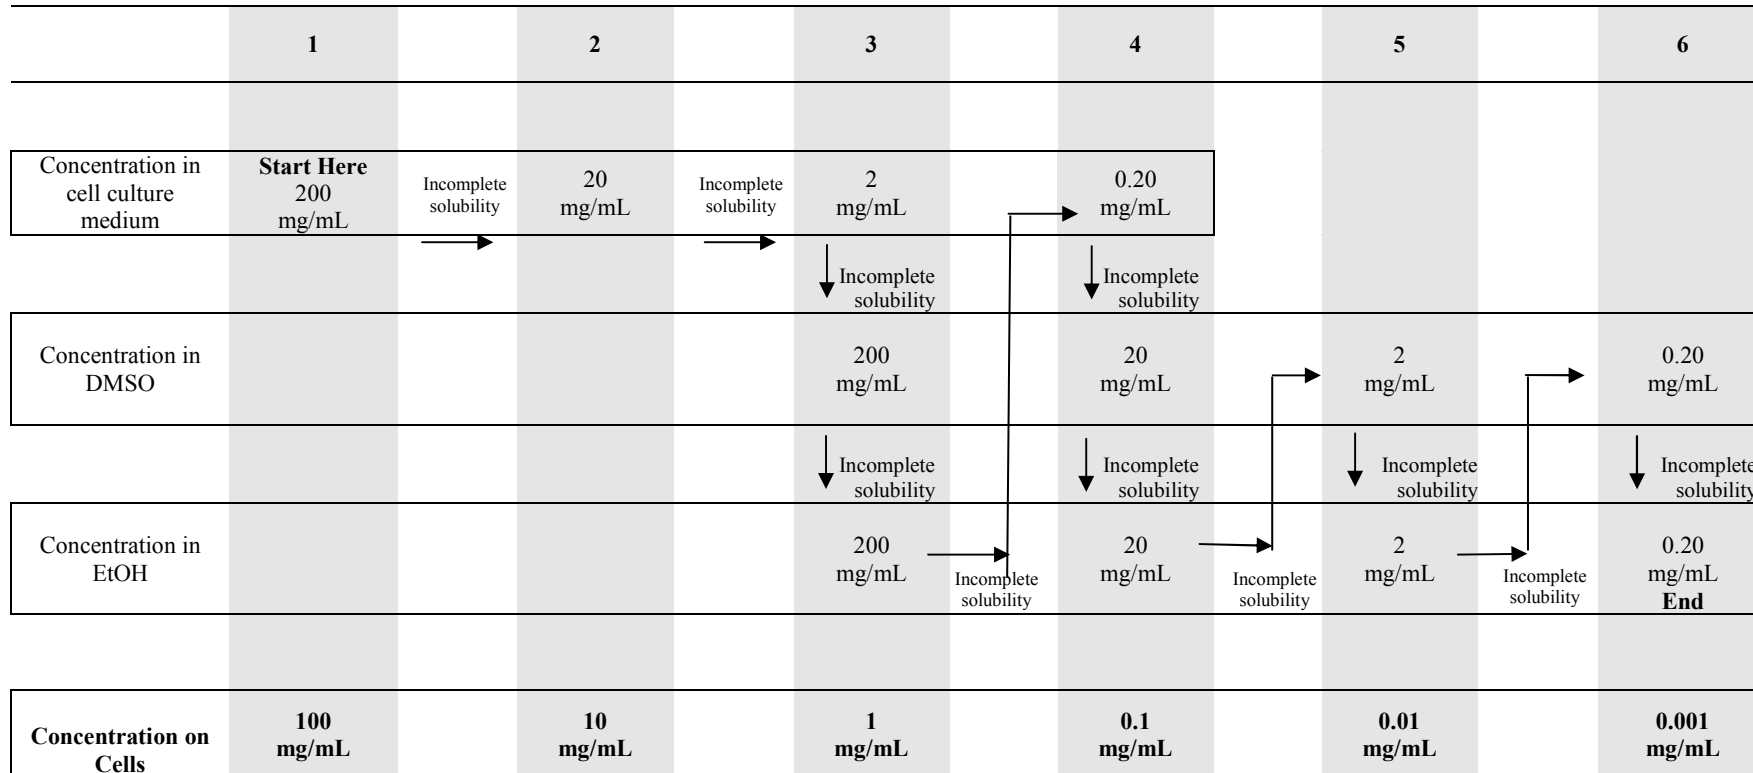 1 2 3 4 5 6
Concentration in
cell culture
medium
Start Here
200
mg/mL
Incomplete
solubility
20
mg/mL
Incomplete
solubility
2
mg/mL
0.20
mg/mL
Incomplete
solubility
Incomplete
solubility
Concentration in
DMSO
200
mg/mL
20
mg/mL
2
mg/mL
0.20
mg/mL
Incomplete
solubility
Incomplete
solubility
Incomplete
solubility
Incomplete
solubility
Concentration in
EtOH
200
mg/mL
Incomplete
solubility
20
mg/mL
Incomplete
solubility
2
mg/mL
Incomplete
solubility
0.20
mg/mL
End
Concentration on
Cells
100
mg/mL
10
mg/mL
1
mg/mL
0.1
mg/mL
0.01
mg/mL
0.001
mg/mL